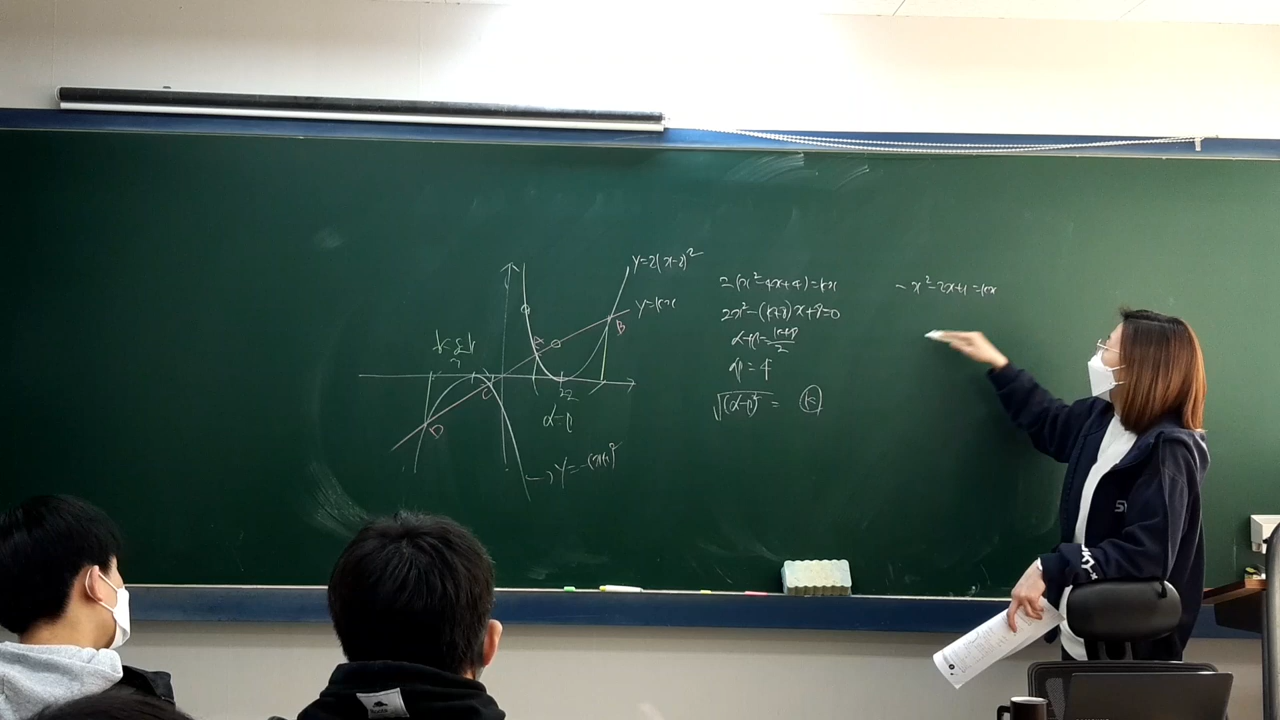 y=2(x-2)²
y=kx
A
B
C
D
2
α β
y=-(x+1)²
2(x²-4x+4)=kx
2x²-(k+8)x+8=0
α+β=\frac{k+8}{2}
αβ=4
√(α-β)² = k
-x²-2x+1=kx